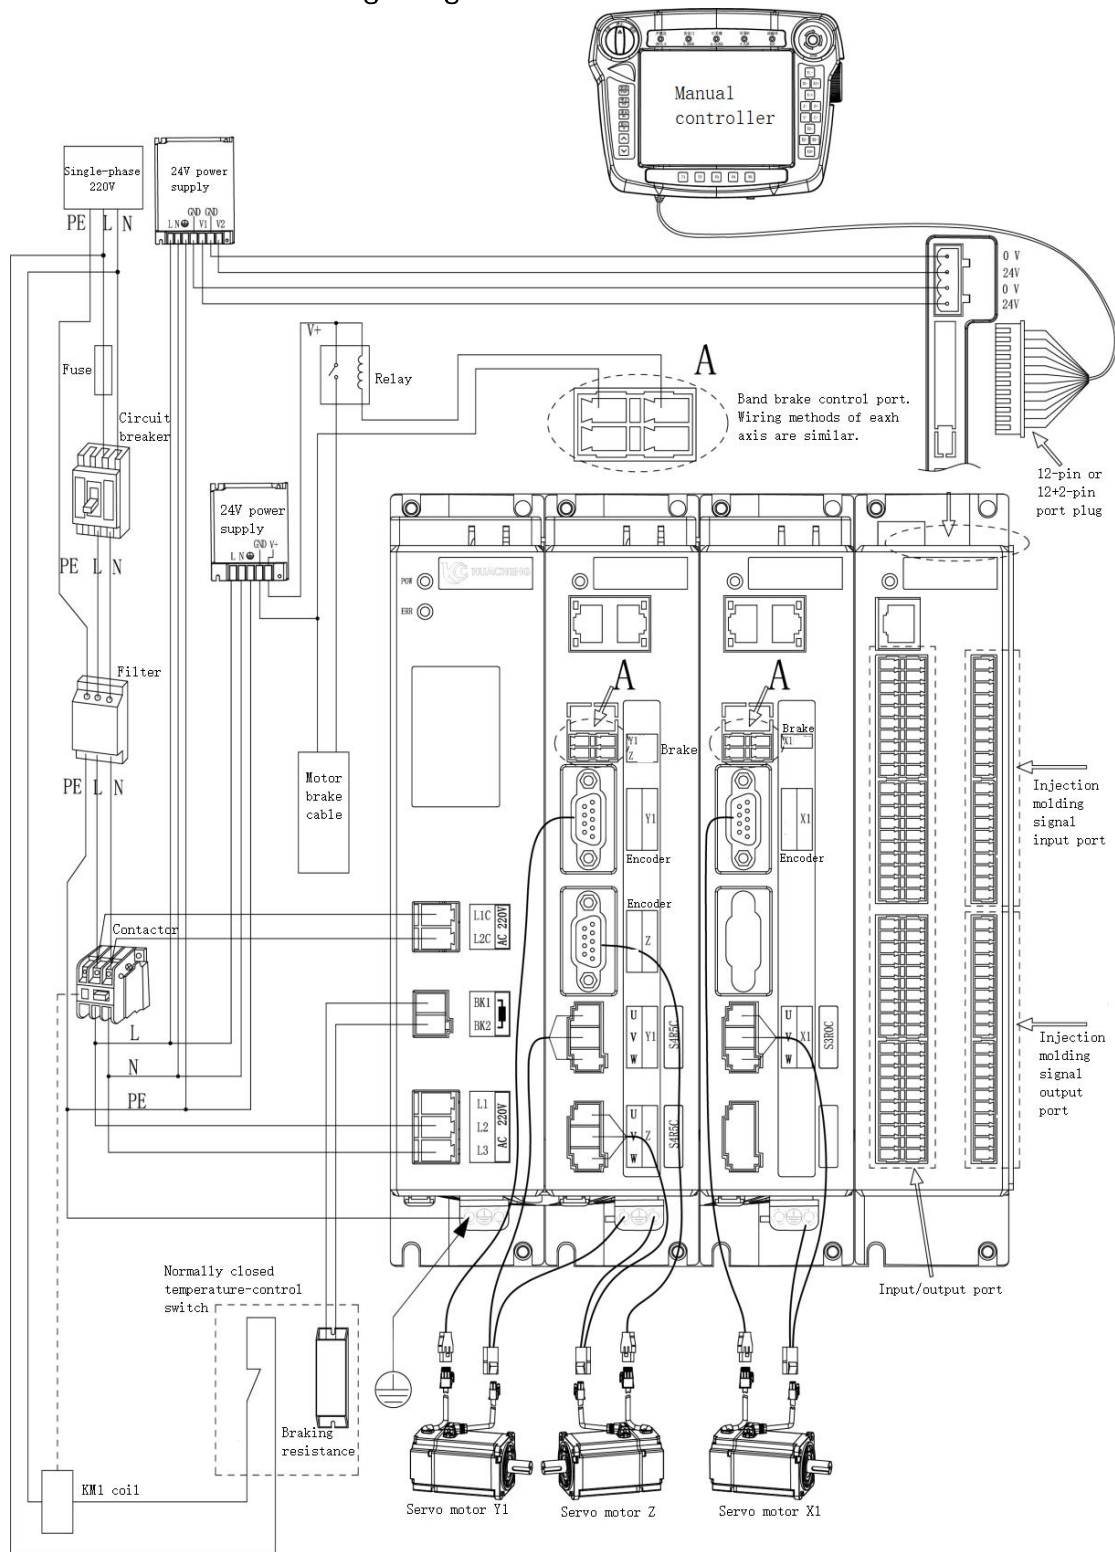 Manual
controller
Single-phase
220V
PE L N
24V power
supply
GND GND
L N V1 V2
0 V
24V
0 V
24V
V+
Relay
A
Band brake control port.
Wiring methods of eaxh
axis are similar.
Fuse
Circuit
breaker
12-pin or
12+2-pin
port plug
24V power
supply
GND V+
L N
PE L N
POW
ERR
HUACHENG
Filter
A
A
Y1
Z
Brake
Brake
X1
PE L N
Motor
brake
cable
Y1
Encoder
X1
Encoder
Injection
molding
signal
input port
Encoder
Z
Contactor
L1C
L2C
AC 220V
BK1
BK2
L
N
PE
U
V
W
Y1
S4R5C
U
V
W
X1
S3R0C
Injection
molding
signal
output
port
L1
L2
L3
AC 220V
U
V
W
Z
S4R5C
Normally closed
temperature-control
switch
Input/output port
Braking
resistance
KM1 coil
Servo motor Y1
Servo motor Z
Servo motor X1